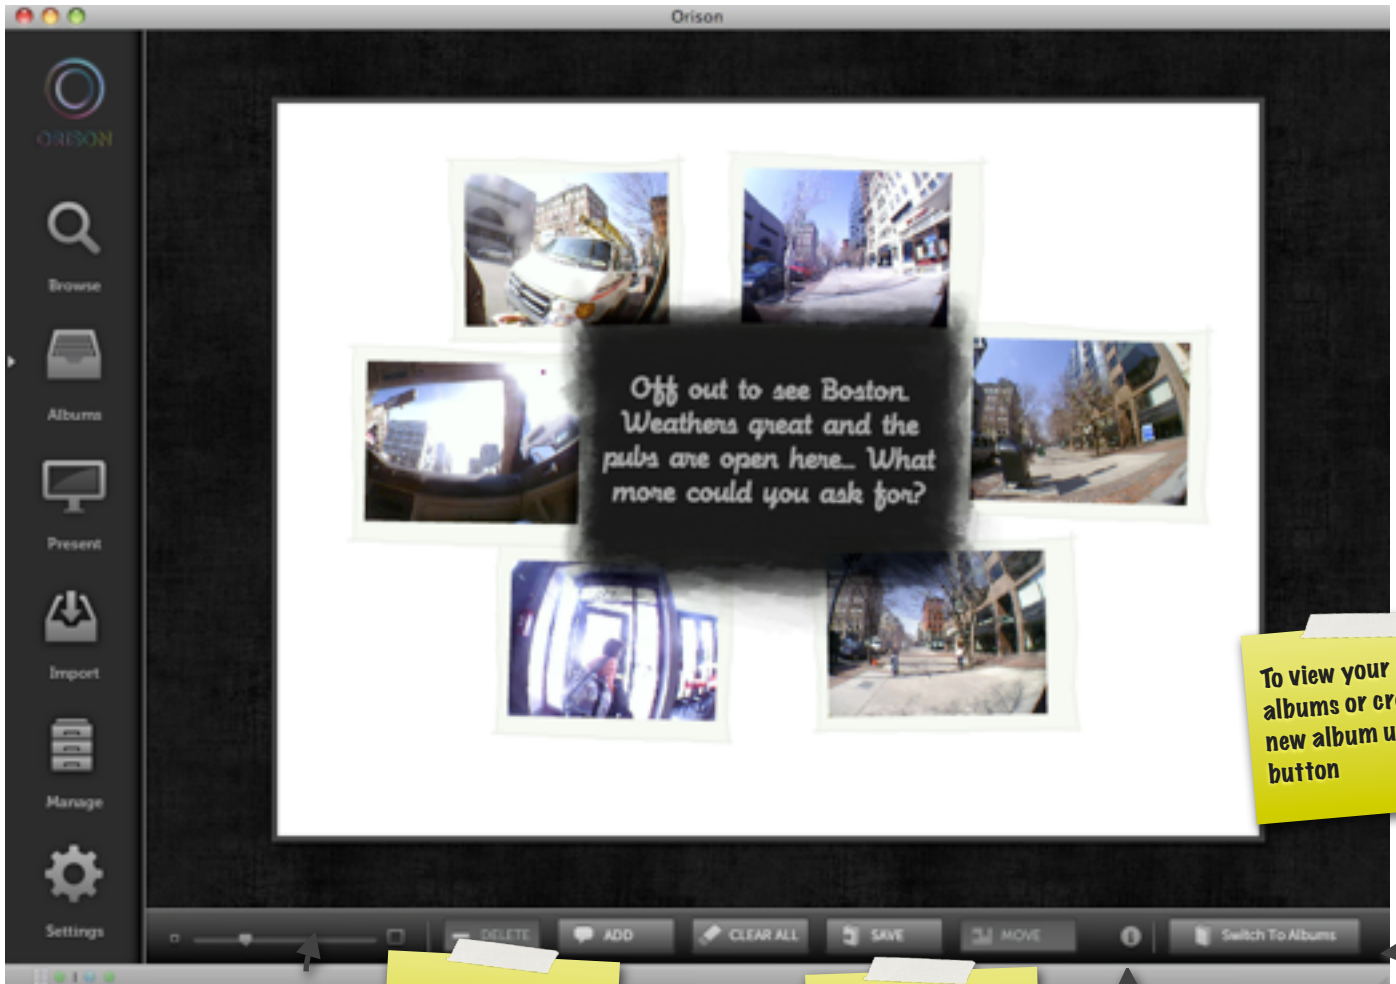 Orison
ORISON
Browse
Albums
Present
Import
Manage
Settings
Off out to see Boston.
Weathers great and the
pubs are open here... What
more could you ask for?
To view your
albums or cr
new album u
button
DELETE
ADD
CLEAR ALL
SAVE
MOVE
Switch To Albums